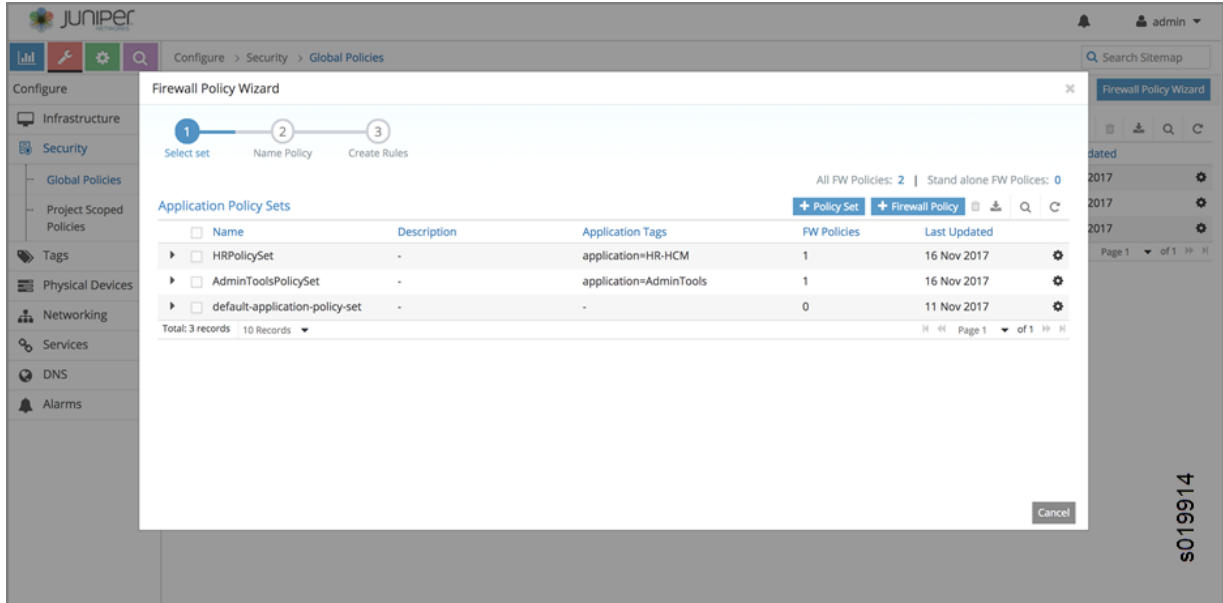 JUNIPEr
NETWORKS
admin
Configure > Security > Global Policies
Search Sitemap
Configure
Firewall Policy Wizard
Infrastructure
Security
Global Policies
Project Scoped
Policies
Tags
Physical Devices
Networking
Services
DNS
Alarms
Firewall Policy Wizard
1 2 3
Select set Name Policy Create Rules
All FW Policies: 2 | Stand alone FW Polices: 0
Application Policy Sets + Policy Set + Firewall Policy
Name Description Application Tags FW Policies Last Updated
HRPolicySet - application=HR-HCM 1 16 Nov 2017
AdminToolsPolicySet - application=AdminTools 1 16 Nov 2017
default-application-policy-set - - 0 11 Nov 2017
Total: 3 records 10 Records Page 1 of 1
Cancel
dated
2017
2017
2017
Page 1 of 1
s019914